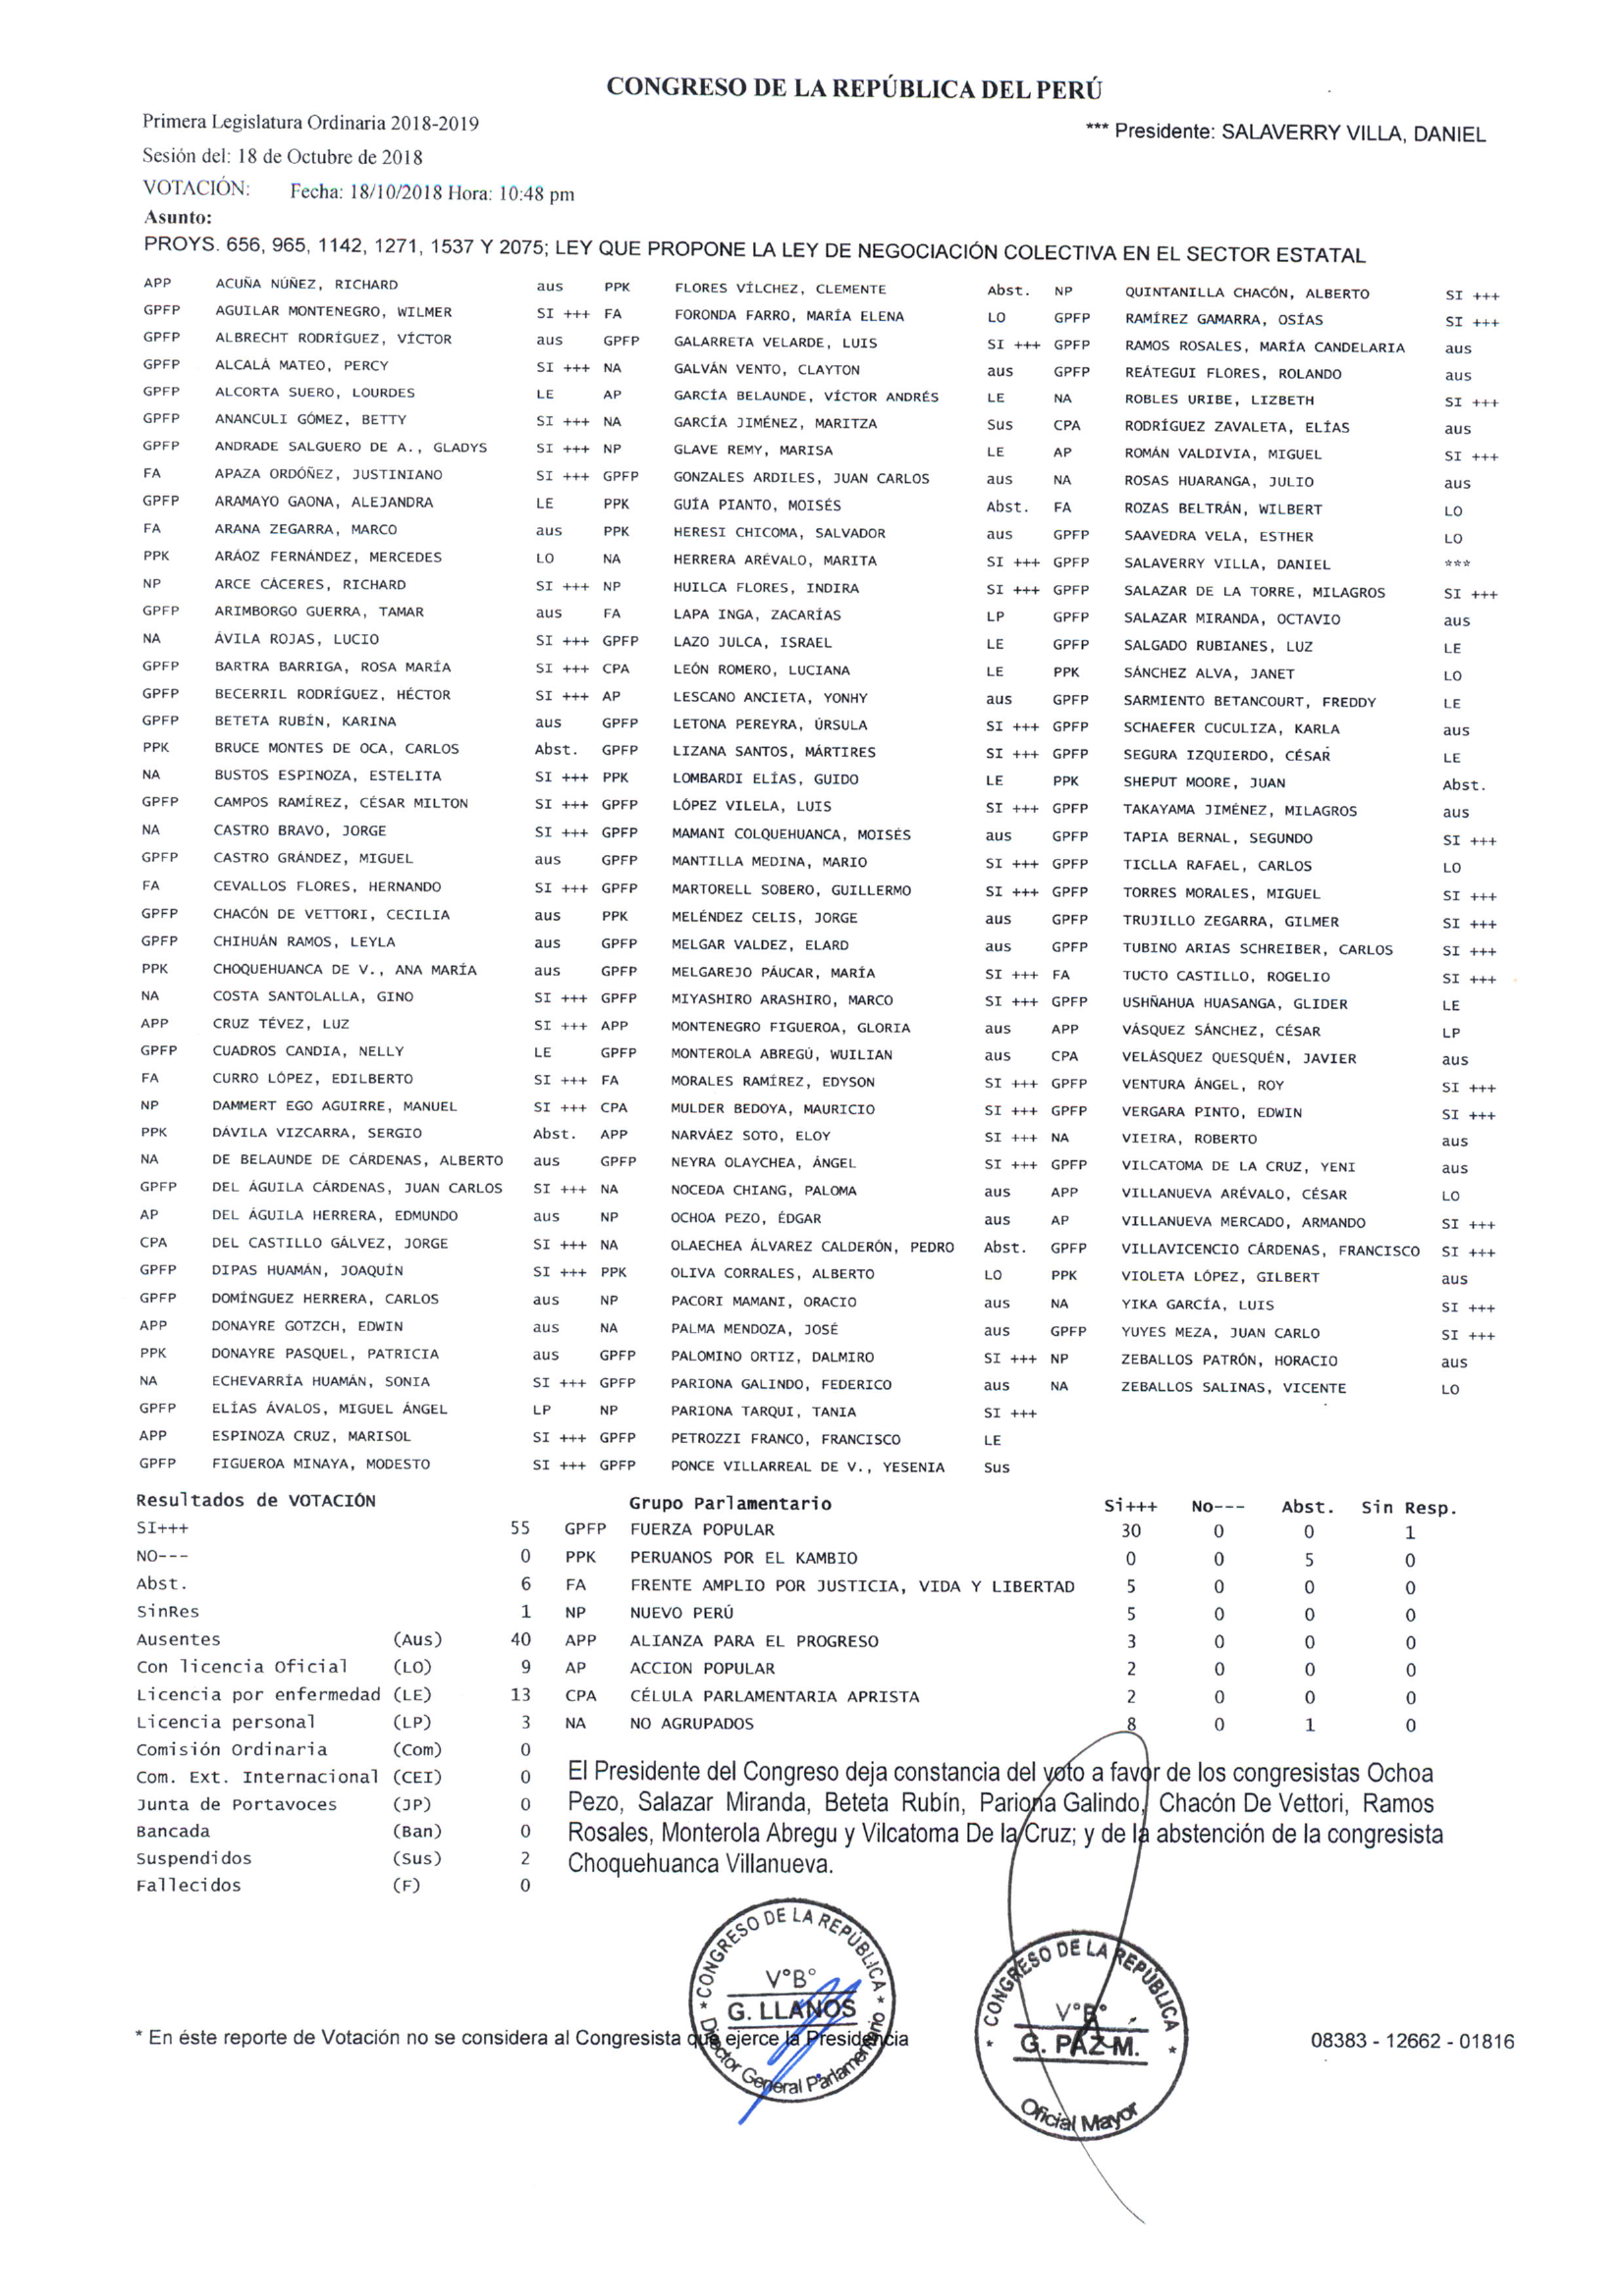 CONGRESO DE LA REPÚBLICA DEL PERÚ
Primera Legislatura Ordinaria 2018-2019
*** Presidente: SALAVERRY VILLA, DANIEL
Sesión del: 18 de Octubre de 2018
VOTACIÓN: Fecha: 18/10/2018 Hora: 10:48 pm
Asunto:
PROYS. 656, 965, 1142, 1271, 1537 Y 2075; LEY QUE PROPONE LA LEY DE NEGOCIACIÓN COLECTIVA EN EL SECTOR ESTATAL
APP ACUÑA NÚÑEZ, RICHARD aus PPK FLORES VÍLCHEZ, CLEMENTE Abst. NP QUINTANILLA CHACÓN, ALBERTO SI +++
GPFP AGUILAR MONTENEGRO, WILMER SI +++ FA FORONDA FARRO, MARÍA ELENA LO GPFP RAMÍREZ GAMARRA, OSÍAS SI +++
GPFP ALBRECHT RODRÍGUEZ, VÍCTOR aus GPFP GALARRETA VELARDE, LUIS SI +++ GPFP RAMOS ROSALES, MARÍA CANDELARIA aus
GPFP ALCALÁ MATEO, PERCY SI +++ NA GALVÁN VENTO, CLAYTON aus GPFP REÁTEGUI FLORES, ROLANDO aus
GPFP ALCORTA SUERO, LOURDES LE AP GARCÍA BELAUNDE, VÍCTOR ANDRÉS LE NA ROBLES URIBE, LIZBETH SI +++
GPFP ANANCULI GÓMEZ, BETTY SI +++ NA GARCÍA JIMÉNEZ, MARITZA Sus CPA RODRÍGUEZ ZAVALETA, ELÍAS aus
GPFP ANDRADE SALGUERO DE A., GLADYS SI +++ NP GLAVE REMY, MARISA LE AP ROMÁN VALDIVIA, MIGUEL SI +++
FA APAZA ORDÓÑEZ, JUSTINIANO SI +++ GPFP GONZALES ARDILES, JUAN CARLOS aus NA ROSAS HUARANGA, JULIO aus
GPFP ARAMAYO GAONA, ALEJANDRA LE PPK GUÍA PIANTO, MOISÉS Abst. FA ROZAS BELTRÁN, WILBERT LO
FA ARANA ZEGARRA, MARCO aus PPK HERESI CHICOMA, SALVADOR aus GPFP SAAVEDRA VELA, ESTHER LO
PPK ARÁOZ FERNÁNDEZ, MERCEDES LO NA HERRERA ARÉVALO, MARITA SI +++ GPFP SALAVERRY VILLA, DANIEL ***
NP ARCE CÁCERES, RICHARD SI +++ NP HUILCA FLORES, INDIRA SI +++ GPFP SALAZAR DE LA TORRE, MILAGROS SI +++
GPFP ARIMBORGO GUERRA, TAMAR aus FA LAPA INGA, ZACARÍAS LP GPFP SALAZAR MIRANDA, OCTAVIO aus
NA ÁVILA ROJAS, LUCIO SI +++ GPFP LAZO JULCA, ISRAEL LE GPFP SALGADO RUBIANES, LUZ LE
GPFP BARTRA BARRIGA, ROSA MARÍA SI +++ CPA LEÓN ROMERO, LUCIANA LE PPK SÁNCHEZ ALVA, JANET LO
GPFP BECERRIL RODRÍGUEZ, HÉCTOR SI +++ AP LESCANO ANCIETA, YONHY aus GPFP SARMIENTO BETANCOURT, FREDDY LE
GPFP BETETA RUBÍN, KARINA aus GPFP LETONA PEREYRA, ÚRSULA SI +++ GPFP SCHAEFER CUCULIZA, KARLA aus
PPK BRUCE MONTES DE OCA, CARLOS Abst. GPFP LIZANA SANTOS, MÁRTIRES SI +++ GPFP SEGURA IZQUIERDO, CÉSAR LE
NA BUSTOS ESPINOZA, ESTELITA SI +++ PPK LOMBARDI ELÍAS, GUIDO LE PPK SHEPUT MOORE, JUAN Abst.
GPFP CAMPOS RAMÍREZ, CÉSAR MILTON SI +++ GPFP LÓPEZ VILELA, LUIS SI +++ GPFP TAKAYAMA JIMÉNEZ, MILAGROS aus
NA CASTRO BRAVO, JORGE SI +++ GPFP MAMANI COLQUEHUANCA, MOISÉS aus GPFP TAPIA BERNAL, SEGUNDO SI +++
GPFP CASTRO GRÁNDEZ, MIGUEL aus GPFP MANTILLA MEDINA, MARIO SI +++ GPFP TICLLA RAFAEL, CARLOS LO
FA CEVALLOS FLORES, HERNANDO SI +++ GPFP MARTORELL SOBERO, GUILLERMO SI +++ GPFP TORRES MORALES, MIGUEL SI +++
GPFP CHACÓN DE VETTORI, CECILIA aus PPK MELÉNDEZ CELIS, JORGE aus GPFP TRUJILLO ZEGARRA, GILMER SI +++
GPFP CHIHUÁN RAMOS, LEYLA aus GPFP MELGAR VALDEZ, ELARD aus GPFP TUBINO ARIAS SCHREIBER, CARLOS SI +++
PPK CHOQUEHUANCA DE V., ANA MARÍA aus GPFP MELGAREJO PÁUCAR, MARÍA SI +++ FA TUCTO CASTILLO, ROGELIO SI +++
NA COSTA SANTOLALLA, GINO SI +++ GPFP MIYASHIRO ARASHIRO, MARCO SI +++ GPFP USHÑAHUA HUASANGA, GLIDER LE
APP CRUZ TÉVEZ, LUZ SI +++ APP MONTENEGRO FIGUEROA, GLORIA aus APP VÁSQUEZ SÁNCHEZ, CÉSAR LP
GPFP CUADROS CANDIA, NELLY LE GPFP MONTEROLA ABREGÚ, WUILIAN aus CPA VELÁSQUEZ QUESQUÉN, JAVIER aus
FA CURRO LÓPEZ, EDILBERTO SI +++ FA MORALES RAMÍREZ, EDYSON SI +++ GPFP VENTURA ÁNGEL, ROY SI +++
NP DAMMERT EGO AGUIRRE, MANUEL SI +++ CPA MULDER BEDOYA, MAURICIO SI +++ GPFP VERGARA PINTO, EDWIN SI +++
PPK DÁVILA VIZCARRA, SERGIO Abst. APP NARVÁEZ SOTO, ELOY SI +++ NA VIEIRA, ROBERTO aus
NA DE BELAUNDE DE CÁRDENAS, ALBERTO aus GPFP NEYRA OLAYCHEA, ÁNGEL SI +++ GPFP VILCATOMA DE LA CRUZ, YENI aus
GPFP DEL ÁGUILA CÁRDENAS, JUAN CARLOS SI +++ NA NOCEDA CHIANG, PALOMA aus APP VILLANUEVA ARÉVALO, CÉSAR LO
AP DEL ÁGUILA HERRERA, EDMUNDO aus NP OCHOA PEZO, ÉDGAR aus AP VILLANUEVA MERCADO, ARMANDO SI +++
CPA DEL CASTILLO GÁLVEZ, JORGE SI +++ NA OLAECHEA ÁLVAREZ CALDERÓN, PEDRO Abst. GPFP VILLAVICENCIO CÁRDENAS, FRANCISCO SI +++
GPFP DIPAS HUAMÁN, JOAQUÍN SI +++ PPK OLIVA CORRALES, ALBERTO LO PPK VIOLETA LÓPEZ, GILBERT aus
GPFP DOMÍNGUEZ HERRERA, CARLOS aus NP PACORI MAMANI, ORACIO aus NA YIKA GARCÍA, LUIS SI +++
APP DONAYRE GOTZCH, EDWIN aus NA PALMA MENDOZA, JOSÉ aus GPFP YUYES MEZA, JUAN CARLO SI +++
PPK DONAYRE PASQUEL, PATRICIA aus GPFP PALOMINO ORTIZ, DALMIRO SI +++ NP ZEBALLOS PATRÓN, HORACIO aus
NA ECHEVARRÍA HUAMÁN, SONIA SI +++ GPFP PARIONA GALINDO, FEDERICO aus NA ZEBALLOS SALINAS, VICENTE LO
GPFP ELÍAS ÁVALOS, MIGUEL ÁNGEL LP NP PARIONA TARQUI, TANIA SI +++
APP ESPINOZA CRUZ, MARISOL SI +++ GPFP PETROZZI FRANCO, FRANCISCO LE
GPFP FIGUEROA MINAYA, MODESTO SI +++ GPFP PONCE VILLARREAL DE V., YESENIA Sus
Resultados de VOTACIÓN Grupo Parlamentario Si+++ No--- Abst. Sin Resp.
SI+++ 55 GPFP FUERZA POPULAR 30 0 0 1
NO--- 0 PPK PERUANOS POR EL KAMBIO 0 0 5 0
Abst. 6 FA FRENTE AMPLIO POR JUSTICIA, VIDA Y LIBERTAD 5 0 0 0
SinRes 1 NP NUEVO PERÚ 5 0 0 0
Ausentes (Aus) 40 APP ALIANZA PARA EL PROGRESO 3 0 0 0
Con licencia Oficial (LO) 9 AP ACCION POPULAR 2 0 0 0
Licencia por enfermedad (LE) 13 CPA CÉLULA PARLAMENTARIA APRISTA 2 0 0 0
Licencia personal (LP) 3 NA NO AGRUPADOS 8 0 1 0
Comisión Ordinaria (Com) 0
Com. Ext. Internacional (CEI) 0
Junta de Portavoces (JP) 0
Bancada (Ban) 0
Suspendidos (Sus) 2
Fallecidos (F) 0
El Presidente del Congreso deja constancia del voto a favor de los congresistas Ochoa
Pezo, Salazar Miranda, Beteta Rubín, Pariona Galindo, Chacón De Vettori, Ramos
Rosales, Monterola Abregu y Vilcatoma De la Cruz; y de la abstención de la congresista
Choquehuanca Villanueva.
CONGRESO DE LA REPÚBLICA
V°B°
G. LLANOS
Director General Parlamentario
CONGRESO DE LA REPÚBLICA
V°B°
G. PAZ M.
Oficial Mayor
* En éste reporte de Votación no se considera al Congresista que ejerce la Presidencia
08383 - 12662 - 01816